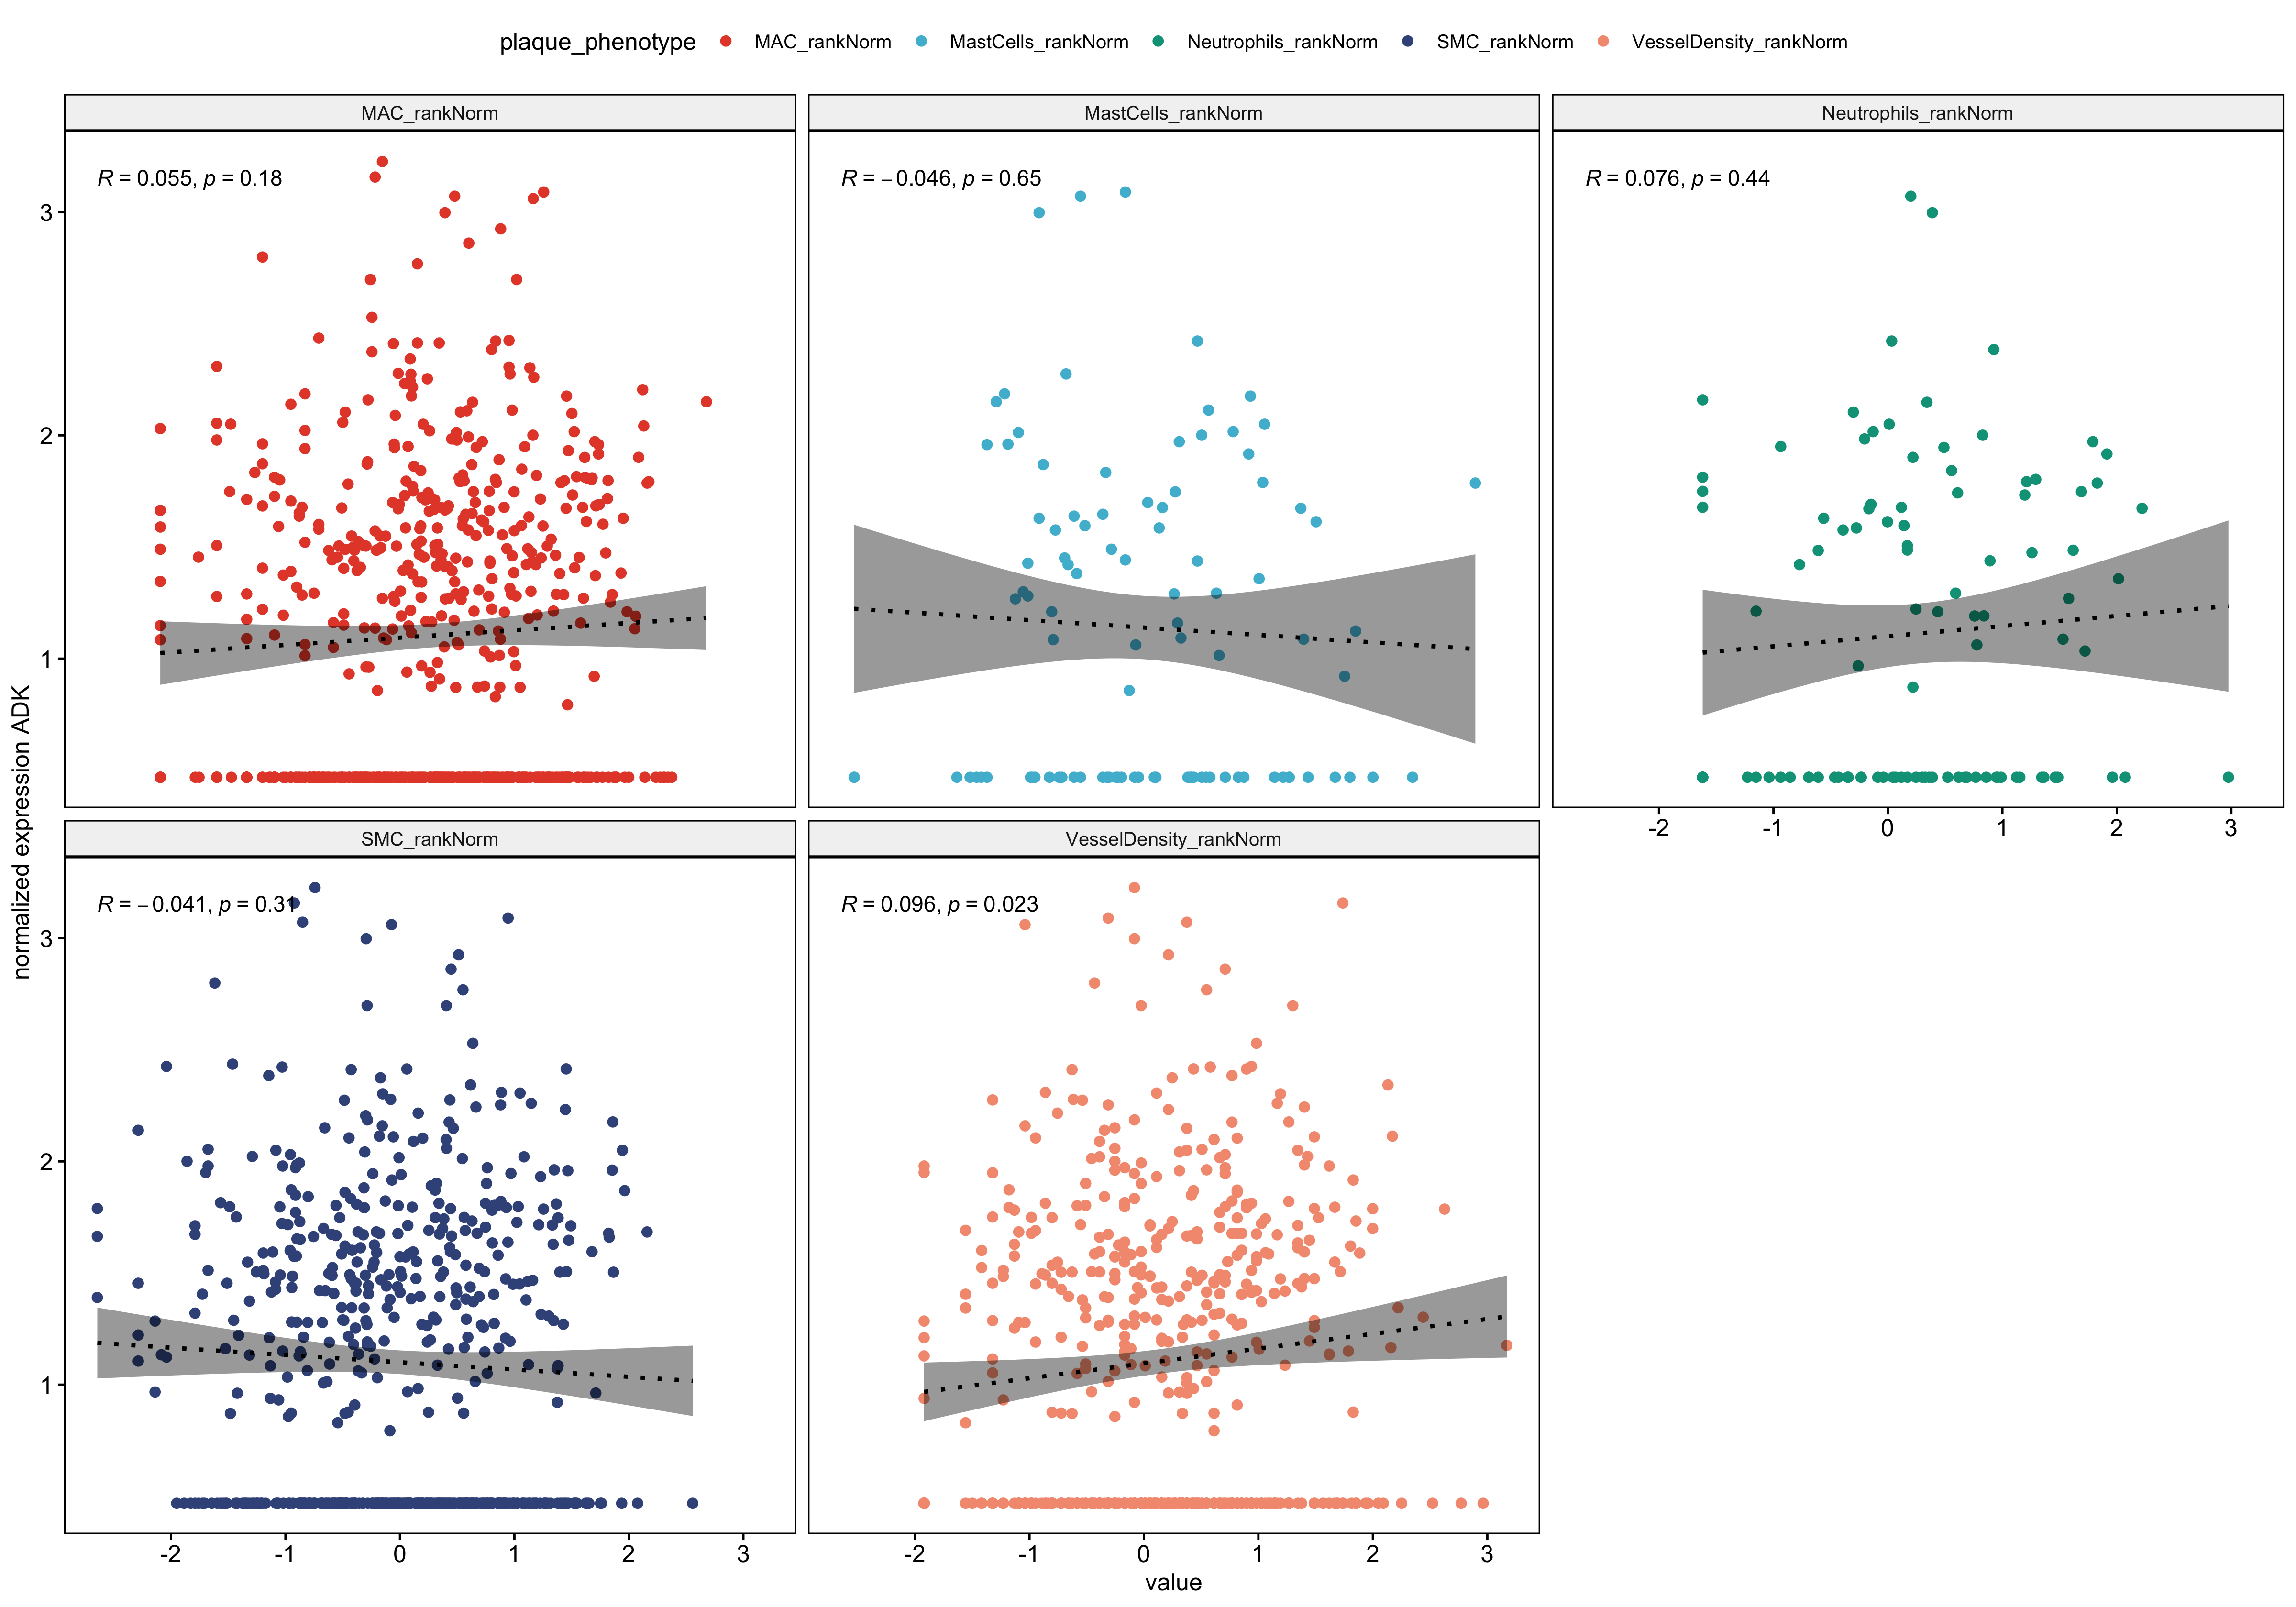 plaque_phenotype MAC_rankNorm MastCells_rankNorm Neutrophils_rankNorm SMC_rankNorm VesselDensity_rankNorm
MAC_rankNorm
MastCells_rankNorm
Neutrophils_rankNorm
R = 0.055, p = 0.18
R = −0.046, p = 0.65
R = 0.076, p = 0.44
3
2
1
-2 -1 0 1 2 3
normalized expression ADK
SMC_rankNorm
VesselDensity_rankNorm
R = −0.041, p = 0.31
R = 0.096, p = 0.023
3
2
1
-2 -1 0 1 2 3
-2 -1 0 1 2 3
value